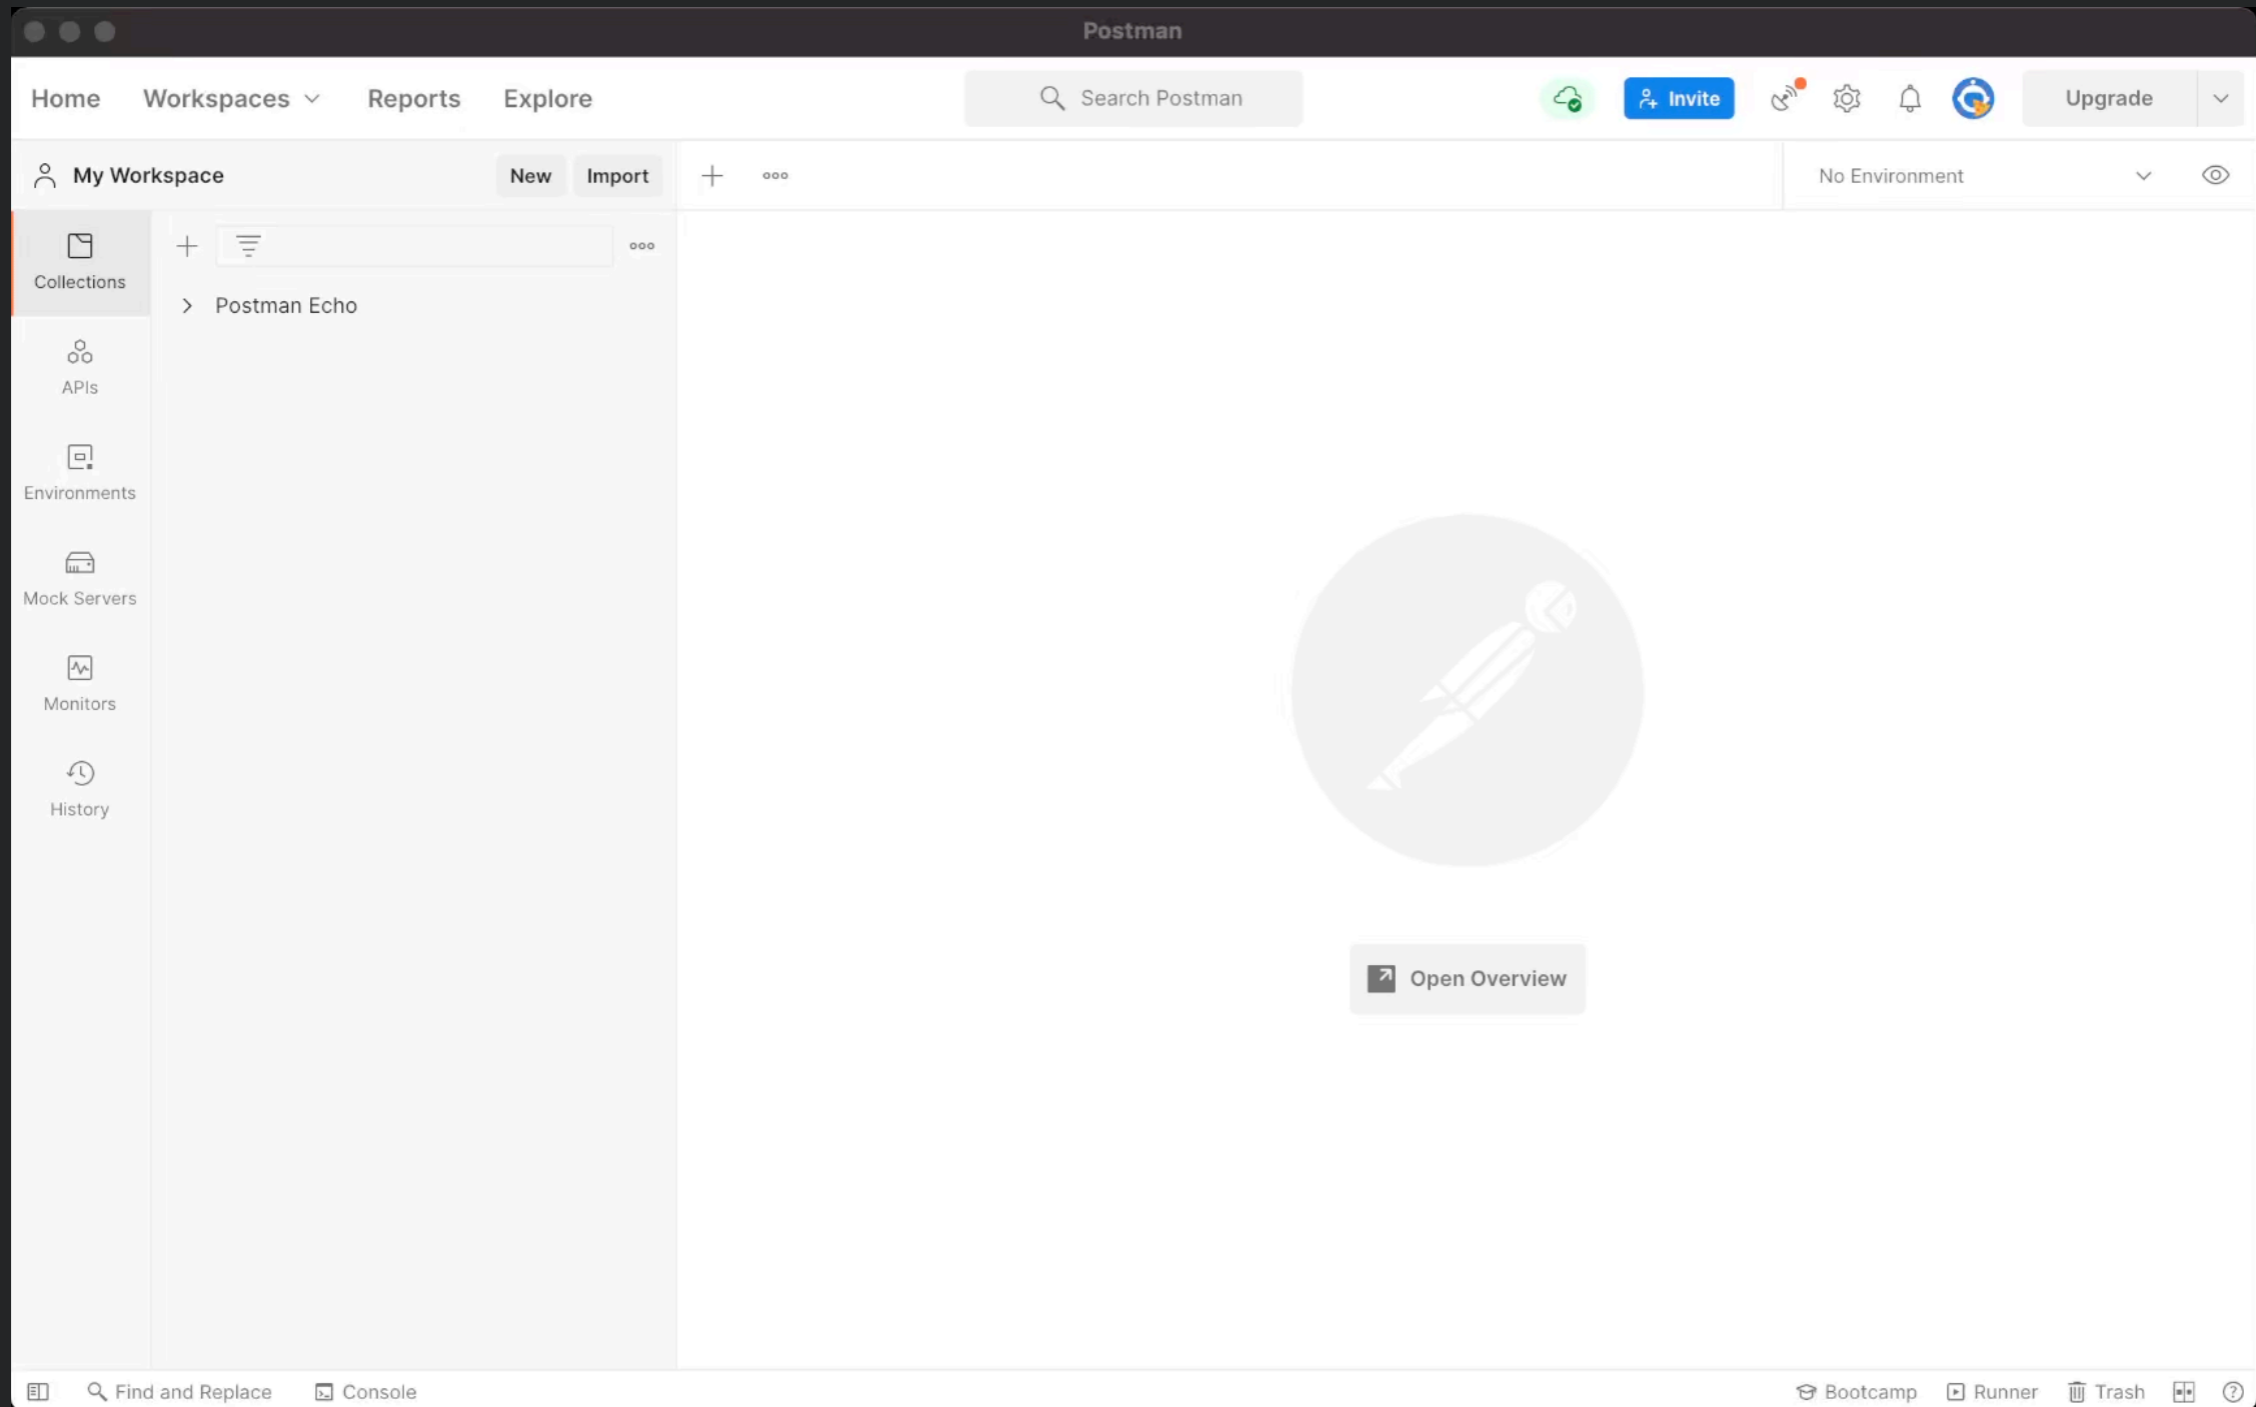 Postman
Home Workspaces Reports Explore Search Postman Invite Upgrade
My Workspace New Import No Environment
Collections
Postman Echo
APIs
Environments
Mock Servers
Monitors
History
Open Overview
Find and Replace Console Bootcamp Runner Trash